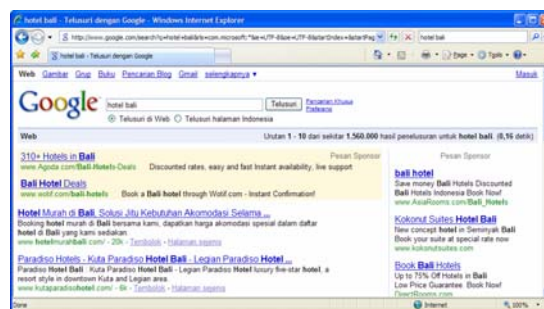 hotel bali - Telusuri dengan Google - Windows Internet Explorer
hotel bali
hotel bali - Telusuri dengan Google
Page Tools
Web Gambar Grup Buku Pencarian Blog Gmail selengkapnya ▼ Masuk
Google hotel bali Telusuri Pencarian Khusus
Preferensi
Telusuri di Web Telusuri halaman Indonesia
Web Urutan 1 - 10 dari sekitar 1.560.000 hasil penelusuran untuk hotel bali. (0,16 detik)
310+ Hotels in Bali Pesan Sponsor
www.Agoda.com/Bali-Hotels-Deals Discounted rates, easy and fast Instant availability, live support
Bali Hotel Deals
www.wotif.com/bali-hotels Book a Bali hotel through Wotif.com - Instant Confirmation!
Hotel Murah di Bali, Solusi Jitu Kebutuhan Akomodasi Selama ...
Booking hotel murah di Bali bersama kami, dapatkan harga akomodasi spesial dalam daftar
hotel di Bali yang kami sediakan.
www.hotelmurahbali.com/ - 20k - Tembolok - Halaman sejenis
Paradiso Hotels - Kuta Paradiso Hotel Bali - Legian Paradiso Hotel ...
Paradiso Hotel Bali - Kuta Paradiso Hotel Bali - Legian Paradiso Hotel luxury five-star hotel, a
resort style in downtown Kuta and Legian area.
www.kutaparadisohotel.com/ - 6k - Tembolok - Halaman sejenis
Pesan Sponsor
bali hotel
Save money Bali Hotels Discounted
Bali Hotels Indonesia Book Now!
www.AsiaRooms.com/Bali_Hotels
Kokonut Suites Hotel Bali
New concept hotel in Seminyak Bali
Book your suite at special rate now
www.kokonutsuites.com
Book Bali Hotels
Up to 75% Off Hotels in Bali
Low Price Guarantee. Book Now!
DirectRooms.com
Done Internet 100%